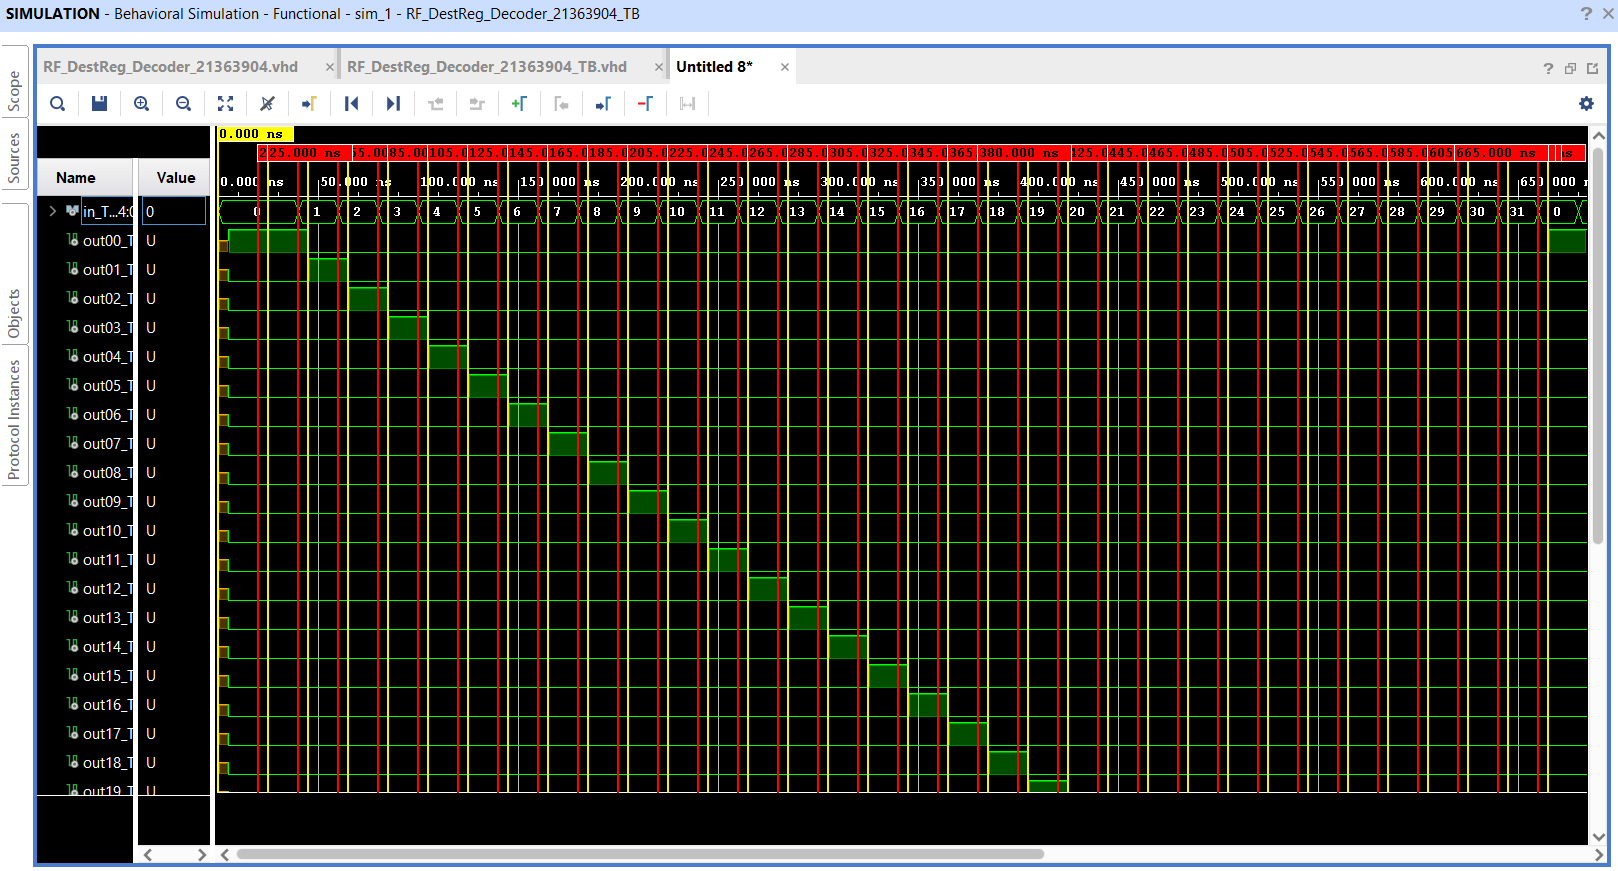 SIMULATION - Behavioral Simulation - Functional - sim_1 - RF_DestReg_Decoder_21363904_TB
RF_DestReg_Decoder_21363904.vhd
RF_DestReg_Decoder_21363904_TB.vhd
Untitled 8*
Scope
Sources
Objects
Protocol Instances
0.000 ns
225.000 ns 55.0 85.00 105.0 125.0 145.0 165.0 185.0 205.0 225.0 245.0 265.0 285.0 305.0 325.0 345.0 365 380.000 ns 425.0 445.0 465.0 485.0 505.0 525.0 545.0 565.0 585.0 605 665.000 ns ns
Name Value
0.000 ns 50.000 ns 100.000 ns 150.000 ns 200.000 ns 250.000 ns 300.000 ns 350.000 ns 400.000 ns 450.000 ns 500.000 ns 550.000 ns 600.000 ns 650.000
in_T...4:0 0 0 1 2 3 4 5 6 7 8 9 10 11 12 13 14 15 16 17 18 19 20 21 22 23 24 25 26 27 28 29 30 31 0
out00_T U
out01_T U
out02_T U
out03_T U
out04_T U
out05_T U
out06_T U
out07_T U
out08_T U
out09_T U
out10_T U
out11_T U
out12_T U
out13_T U
out14_T U
out15_T U
out16_T U
out17_T U
out18_T U
out19_T U